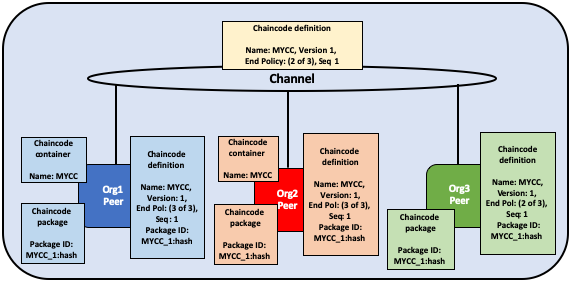 Chaincode definition
Name: MYCC, Version 1,
End Policy: (2 of 3), Seq 1
Channel
Chaincode
container
Name: MYCC
Org1
Peer
Chaincode
package
Package ID:
MYCC_1:hash
Chaincode
definition
Name: MYCC,
Version: 1,
End Pol: (3 of 3),
Seq: 1
Package ID:
MYCC_1:hash
Chaincode
container
Name: MYCC
Org2
Peer
Chaincode
package
Package ID:
MYCC_1:hash
Chaincode
definition
Name: MYCC,
Version: 1,
End Pol: (3 of 3),
Seq: 1
Package ID:
MYCC_1:hash
Org3
Peer
Chaincode
package
Package ID:
MYCC_1:hash
Chaincode
definition
Name: MYCC,
Version: 1,
End Pol: (2 of 3),
Seq: 1
Package ID:
MYCC_1:hash